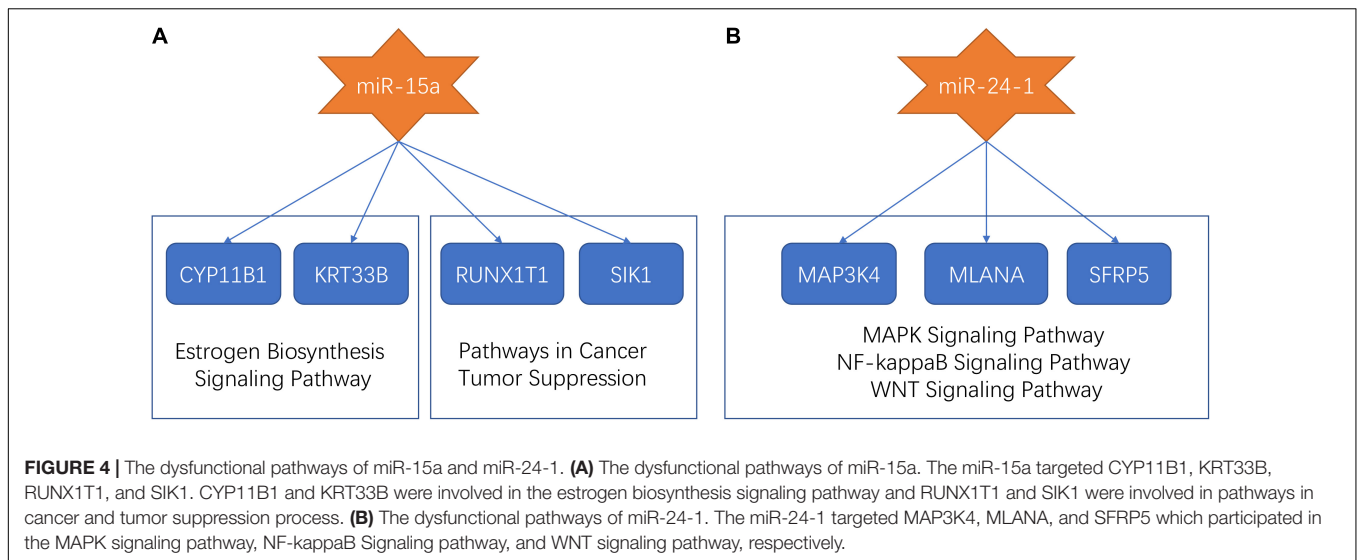 A
miR-15a
CYP11B1
KRT33B
RUNX1T1
SIK1
Estrogen Biosynthesis
Signaling Pathway
Pathways in Cancer
Tumor Suppression
B
miR-24-1
MAP3K4
MLANA
SFRP5
MAPK Signaling Pathway
NF-kappaB Signaling Pathway
WNT Signaling Pathway
FIGURE 4 | The dysfunctional pathways of miR-15a and miR-24-1. (A) The dysfunctional pathways of miR-15a. The miR-15a targeted CYP11B1, KRT33B,
RUNX1T1, and SIK1. CYP11B1 and KRT33B were involved in the estrogen biosynthesis signaling pathway and RUNX1T1 and SIK1 were involved in pathways in
cancer and tumor suppression process. (B) The dysfunctional pathways of miR-24-1. The miR-24-1 targeted MAP3K4, MLANA, and SFRP5 which participated in
the MAPK signaling pathway, NF-kappaB Signaling pathway, and WNT signaling pathway, respectively.